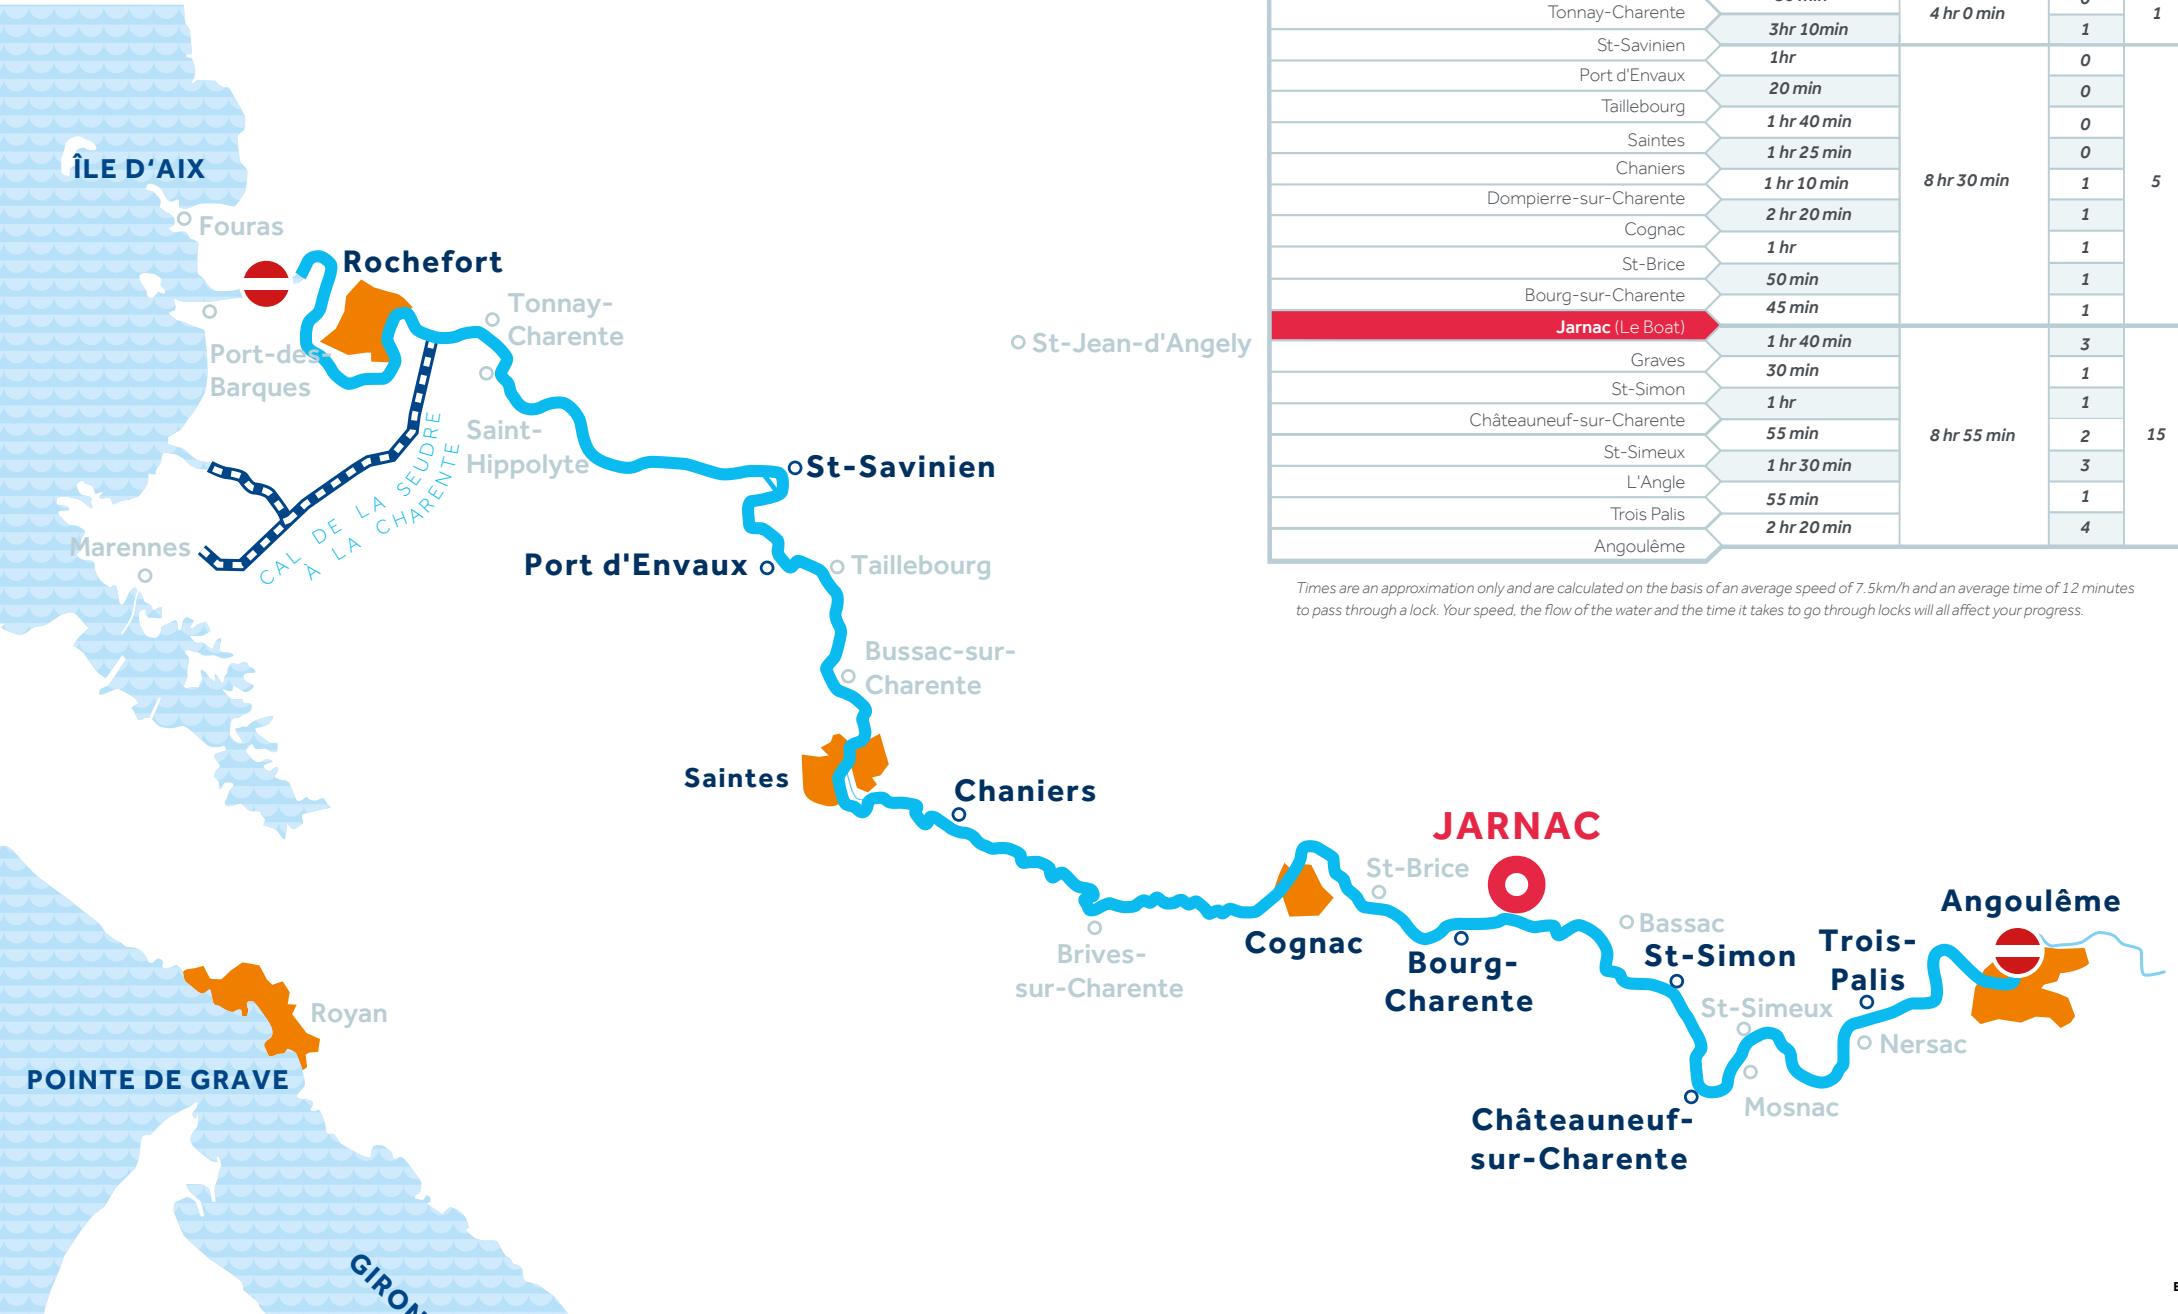 Tonnay-Charente
4 hr 0 min
1
3hr 10min
1
St-Savinien
1hr
0
Port d'Envaux
20 min
0
Taillebourg
1 hr 40 min
0
Saintes
1 hr 25 min
0
Chaniers
1 hr 10 min
8 hr 30 min
1
5
Dompierre-sur-Charente
2 hr 20 min
1
Cognac
1 hr
1
St-Brice
50 min
1
Bourg-sur-Charente
45 min
1
Jarnac (Le Boat)
1 hr 40 min
3
Graves
30 min
1
St-Simon
1 hr
1
Châteauneuf-sur-Charente
55 min
8 hr 55 min
2
15
St-Simeux
1 hr 30 min
3
L'Angle
55 min
1
Trois Palis
2 hr 20 min
4
Angoulême
Times are an approximation only and are calculated on the basis of an average speed of 7.5km/h and an average time of 12 minutes
to pass through a lock. Your speed, the flow of the water and the time it takes to go through locks will all affect your progress.
ÎLE D‘AIX
Fouras
Rochefort
Tonnay-
Charente
St-Jean-d'Angely
Port-des-
Barques
Saint-
Hippolyte
CAL DE LA SEUDRE
À LA CHARENTE
St-Savinien
Marennes
Port d'Envaux
Taillebourg
Bussac-sur-
Charente
Saintes
Chaniers
JARNAC
St-Brice
Cognac
Brives-
sur-Charente
Bourg-
Charente
Bassac
St-Simon
Trois-
Palis
Angoulême
St-Simeux
Nersac
Mosnac
Châteauneuf-
sur-Charente
Royan
POINTE DE GRAVE
GIRON